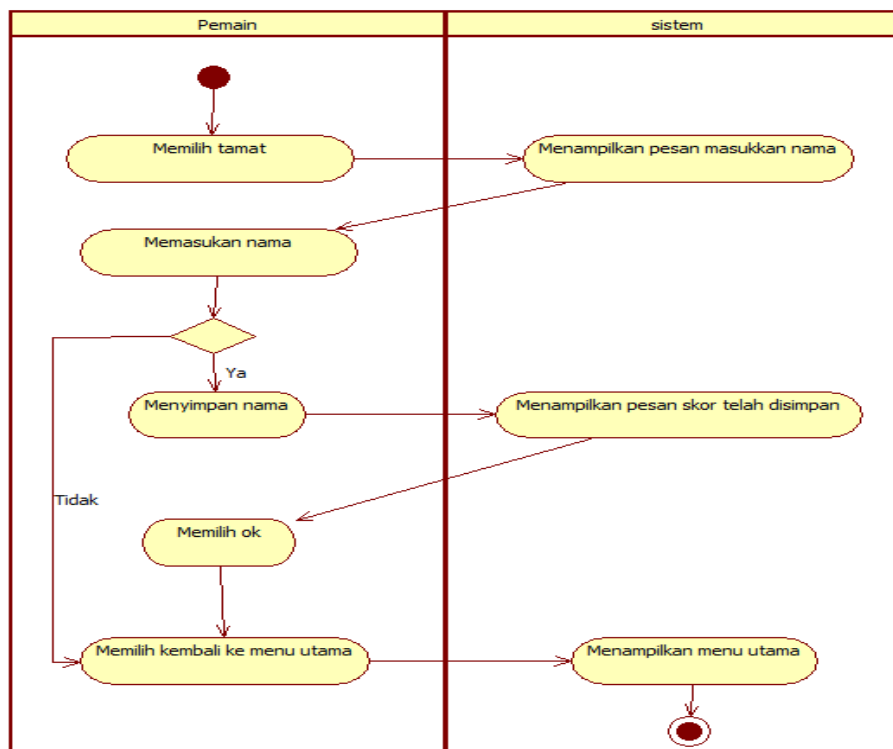 Pemain
sistem
Memilih tamat
Menampilkan pesan masukkan nama
Memasukan nama
Ya
Menyimpan nama
Menampilkan pesan skor telah disimpan
Tidak
Memilih ok
Memilih kembali ke menu utama
Menampilkan menu utama